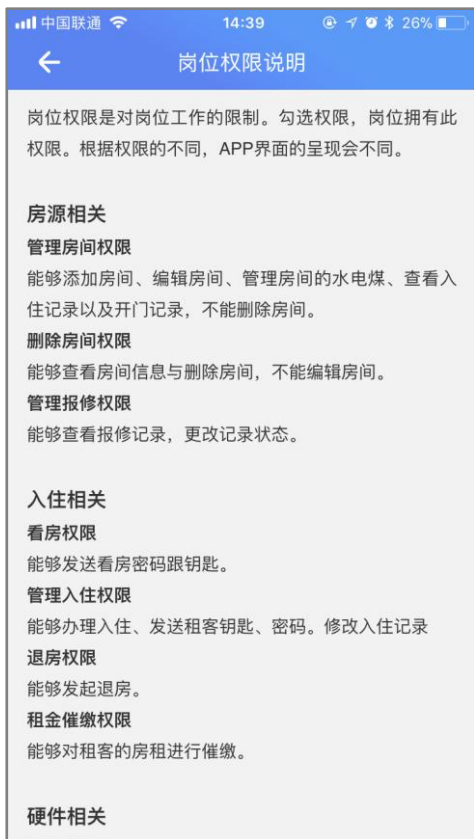 中国联通 14:39 26%
岗位权限说明
岗位权限是对岗位工作的限制。勾选权限，岗位拥有此
权限。根据权限的不同，APP界面的呈现会不同。
房源相关
管理房间权限
能够添加房间、编辑房间、管理房间的水电煤、查看入
住记录以及开门记录，不能删除房间。
删除房间权限
能够查看房间信息与删除房间，不能编辑房间。
管理报修权限
能够查看报修记录，更改记录状态。
入住相关
看房权限
能够发送看房密码跟钥匙。
管理入住权限
能够办理入住、发送租客钥匙、密码。修改入住记录
退房权限
能够发起退房。
租金催缴权限
能够对租客的房租进行催缴。
硬件相关